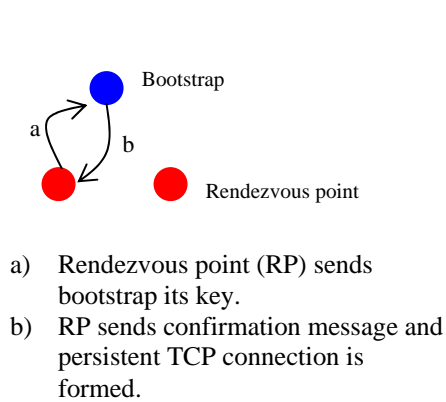 Bootstrap
a
b
Rendezvous point
a) Rendezvous point (RP) sends
bootstrap its key.
b) RP sends confirmation message and
persistent TCP connection is
formed.